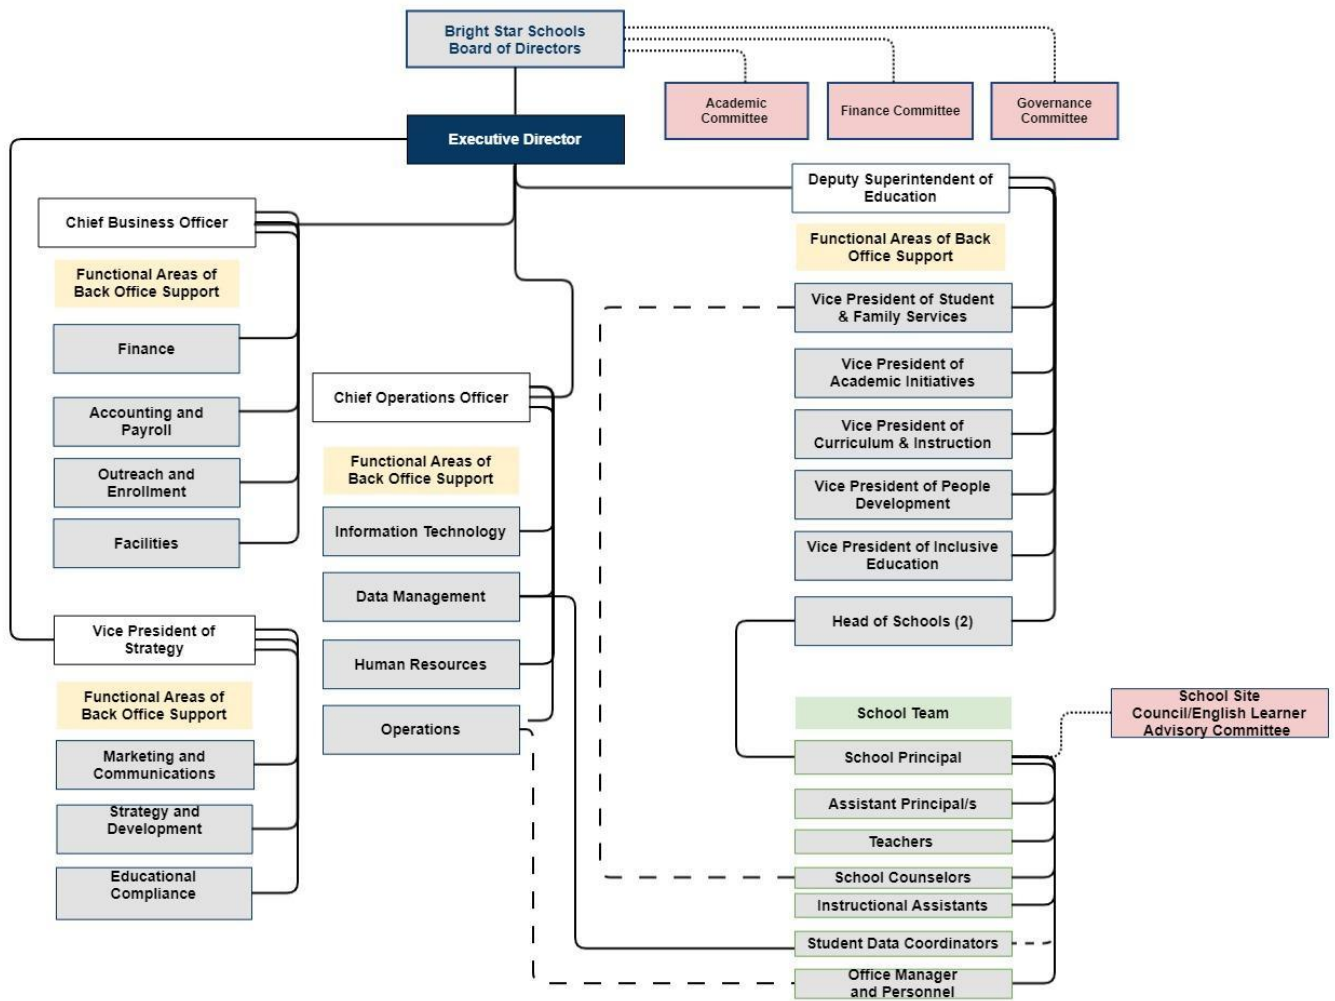 Bright Star Schools
Board of Directors
Academic
Committee
Finance Committee
Governance
Committee
Executive Director
Deputy Superintendent of
Education
Functional Areas of Back
Office Support
Vice President of Student
& Family Services
Vice President of
Academic Initiatives
Vice President of
Curriculum & Instruction
Vice President of People
Development
Vice President of Inclusive
Education
Head of Schools (2)
Chief Business Officer
Functional Areas of
Back Office Support
Finance
Accounting and
Payroll
Outreach and
Enrollment
Facilities
Chief Operations Officer
Functional Areas of
Back Office Support
Information Technology
Data Management
Human Resources
Operations
Vice President of
Strategy
Functional Areas of
Back Office Support
Marketing and
Communications
Strategy and
Development
Educational
Compliance
School Team
School Principal
Assistant Principal/s
Teachers
School Counselors
Instructional Assistants
Student Data Coordinators
Office Manager
and Personnel
School Site
Council/English Learner
Advisory Committee